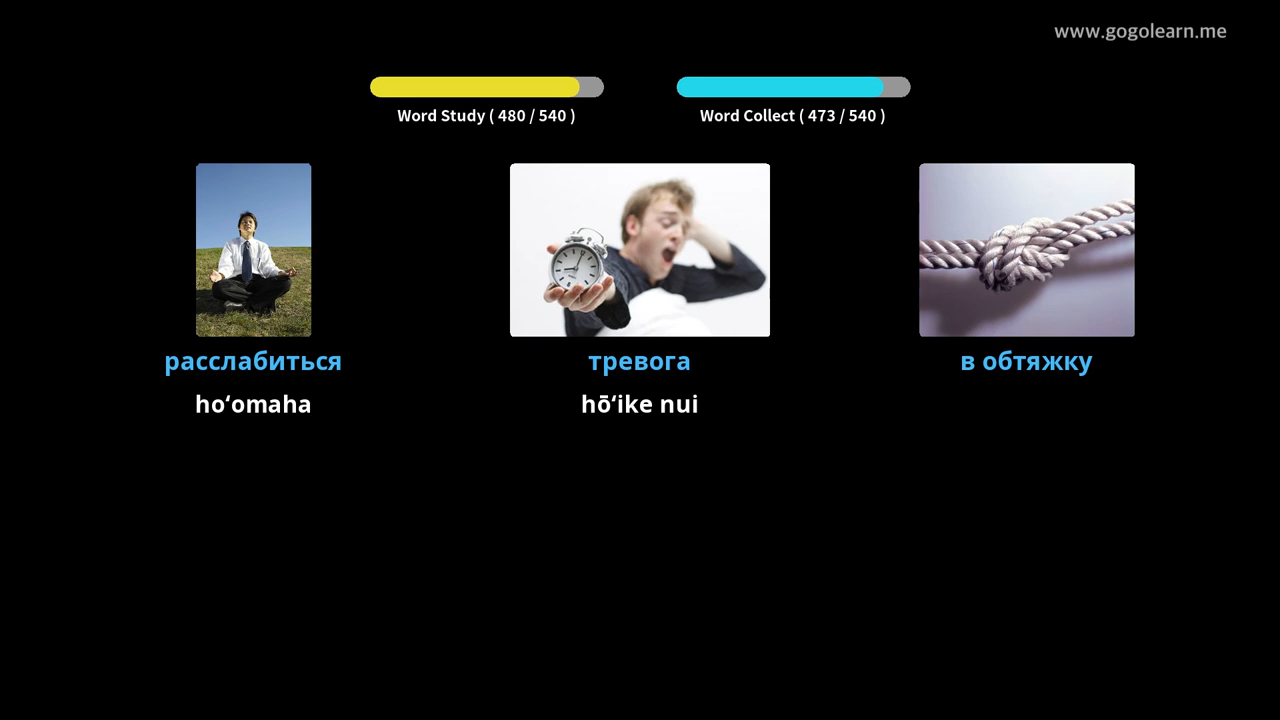 www.gogolearn.me
Word Study ( 480 / 540 )
Word Collect ( 473 / 540 )
расслабиться
тревога
в обтяжку
hoʻomaha
hōʻike nui